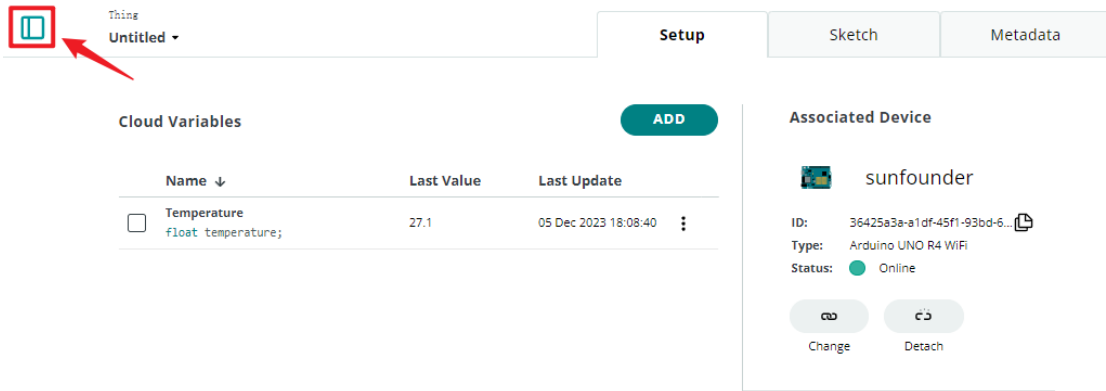 Thing
Untitled
Setup
Sketch
Metadata
Cloud Variables
ADD
Name ↓ Last Value Last Update
Temperature
float temperature;
27.1
05 Dec 2023 18:08:40
Associated Device
sunfounder
ID: 36425a3a-a1df-45f1-93bd-6...
Type: Arduino UNO R4 WiFi
Status: Online
Change
Detach